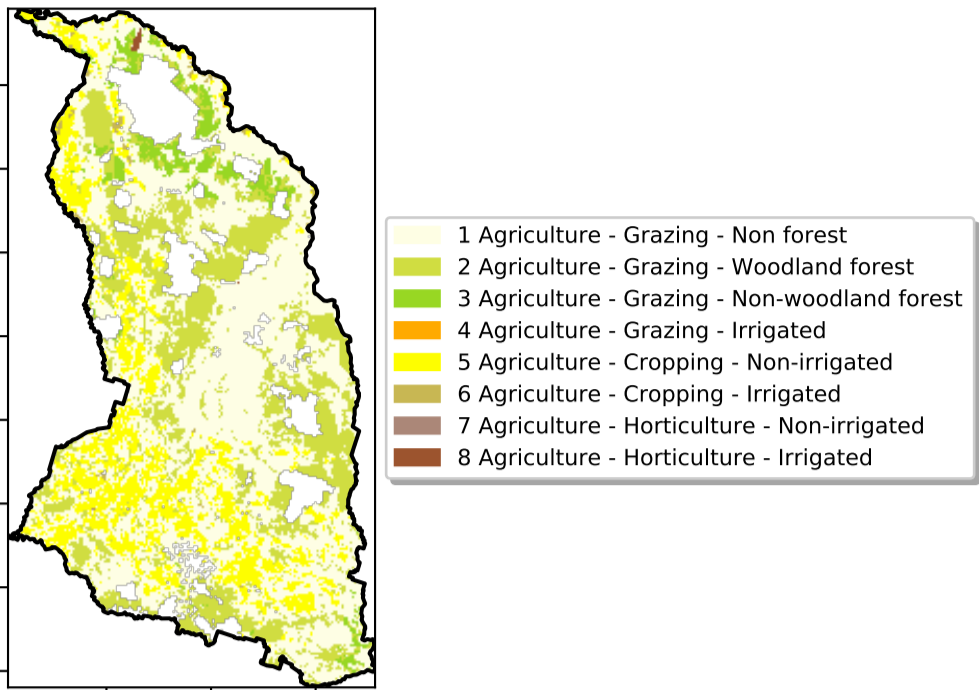 1 Agriculture - Grazing - Non forest
2 Agriculture - Grazing - Woodland forest
3 Agriculture - Grazing - Non-woodland forest
4 Agriculture - Grazing - Irrigated
5 Agriculture - Cropping - Non-irrigated
6 Agriculture - Cropping - Irrigated
7 Agriculture - Horticulture - Non-irrigated
8 Agriculture - Horticulture - Irrigated